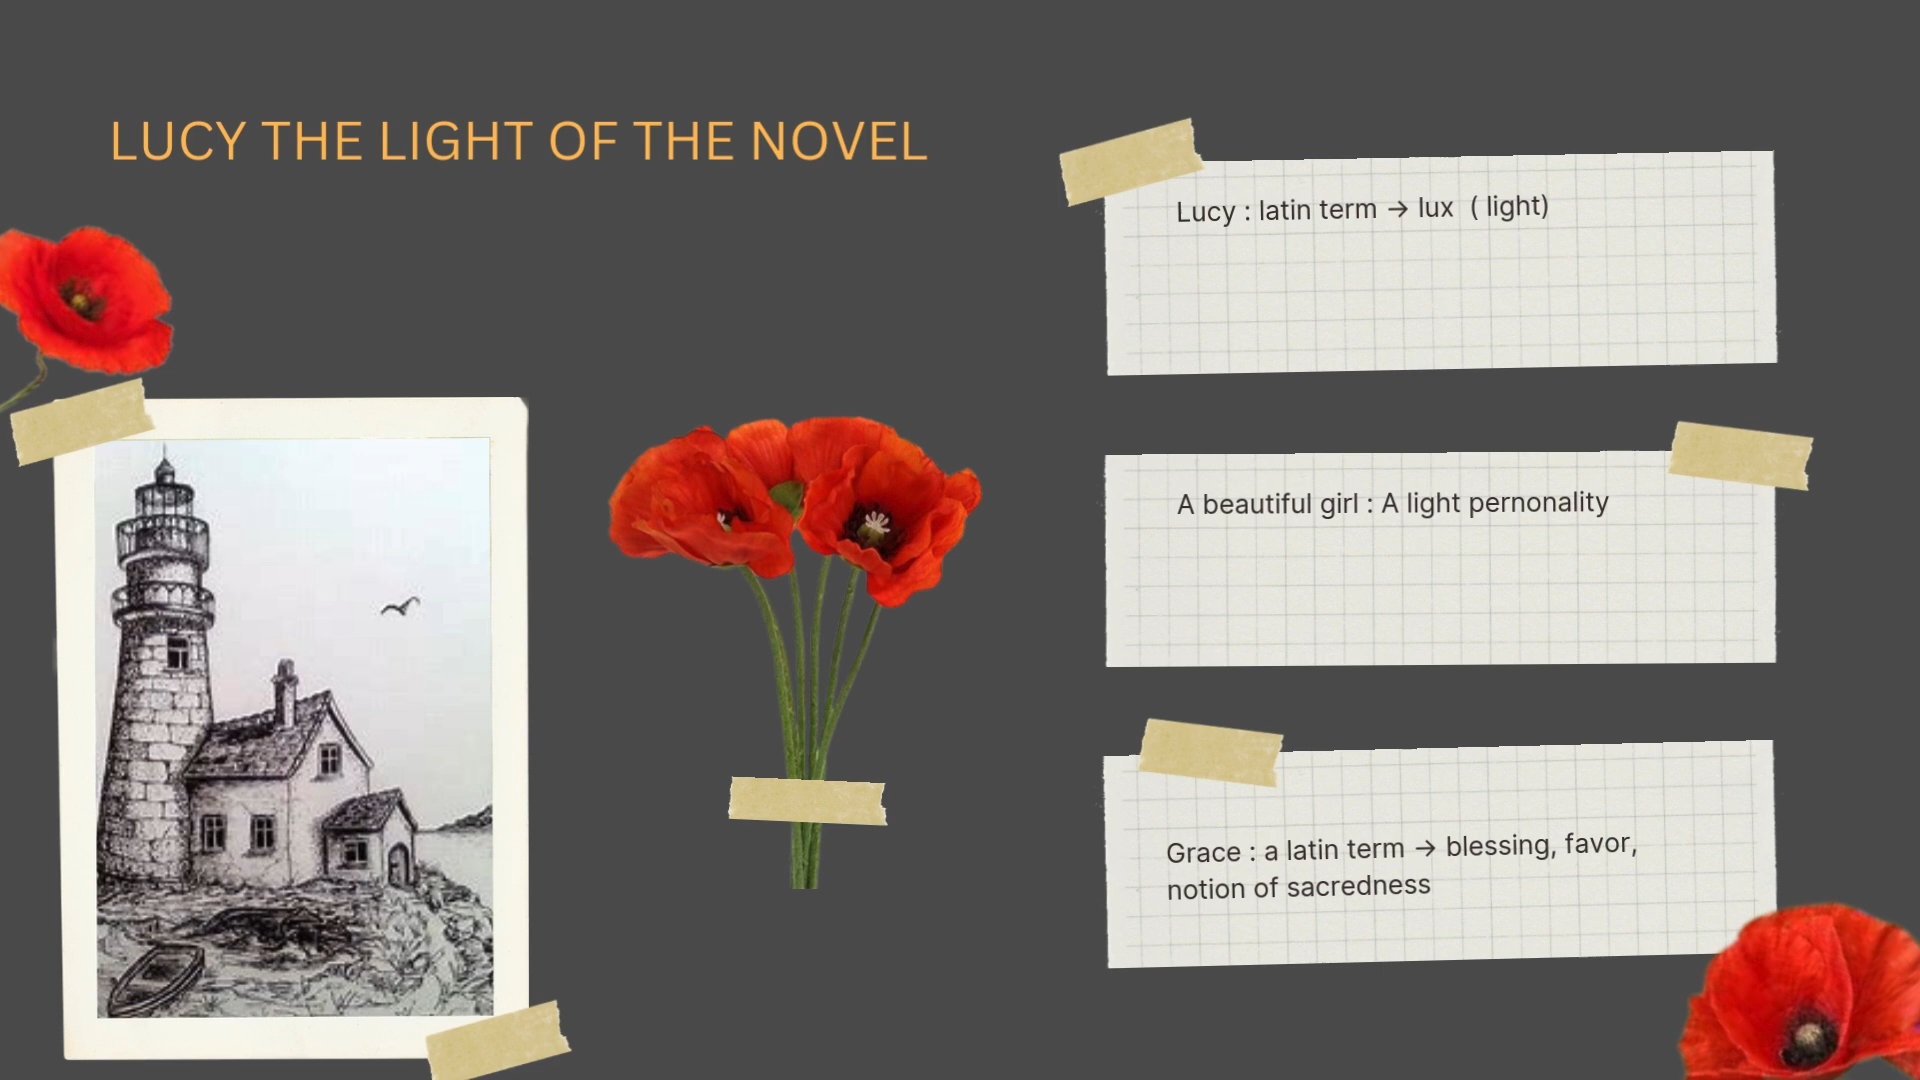 LUCY THE LIGHT OF THE NOVEL
Lucy : latin term → lux ( light)
A beautiful girl : A light pernonality
Grace : a latin term → blessing, favor,
notion of sacredness